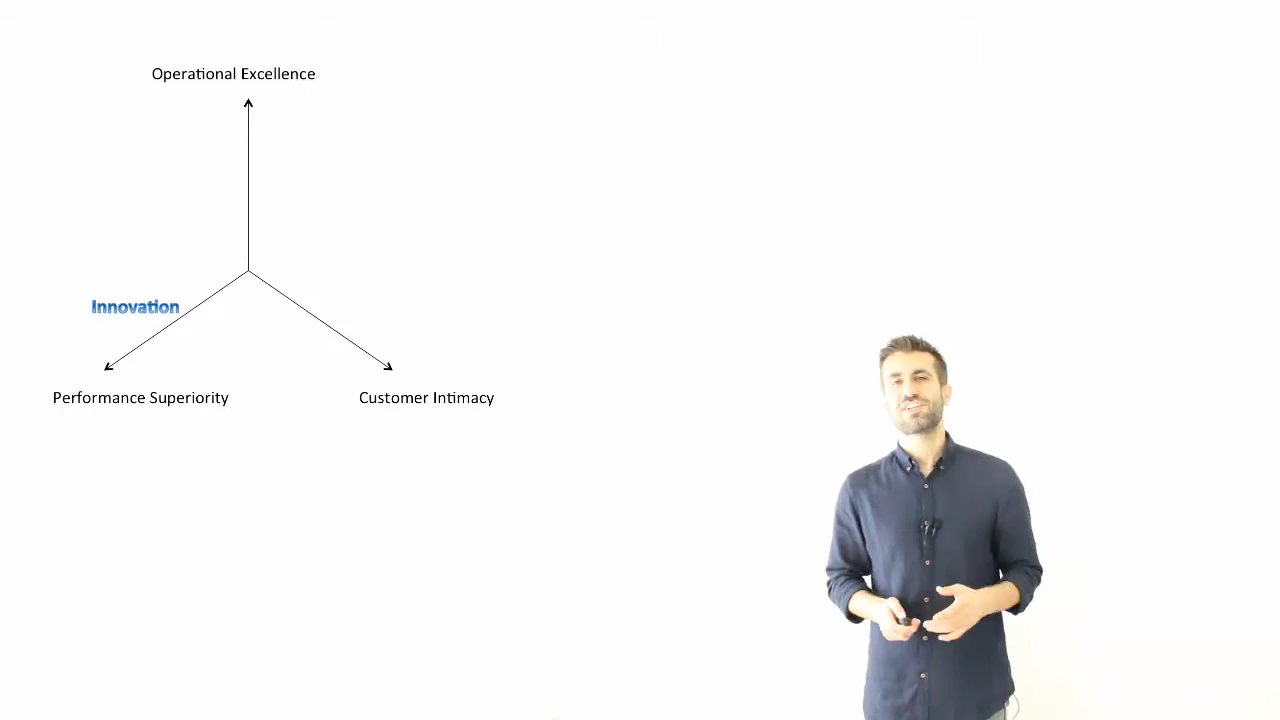 Operational Excellence
Innovation
Performance Superiority
Customer Intimacy